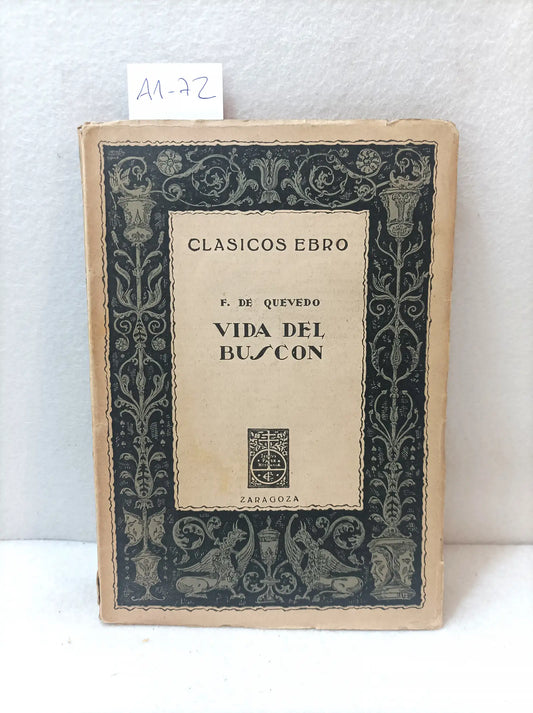 A1-72
CLASICOS EBRO
F. DE QUEVEDO
VIDA DEL
BUSCON
ZARAGOZA